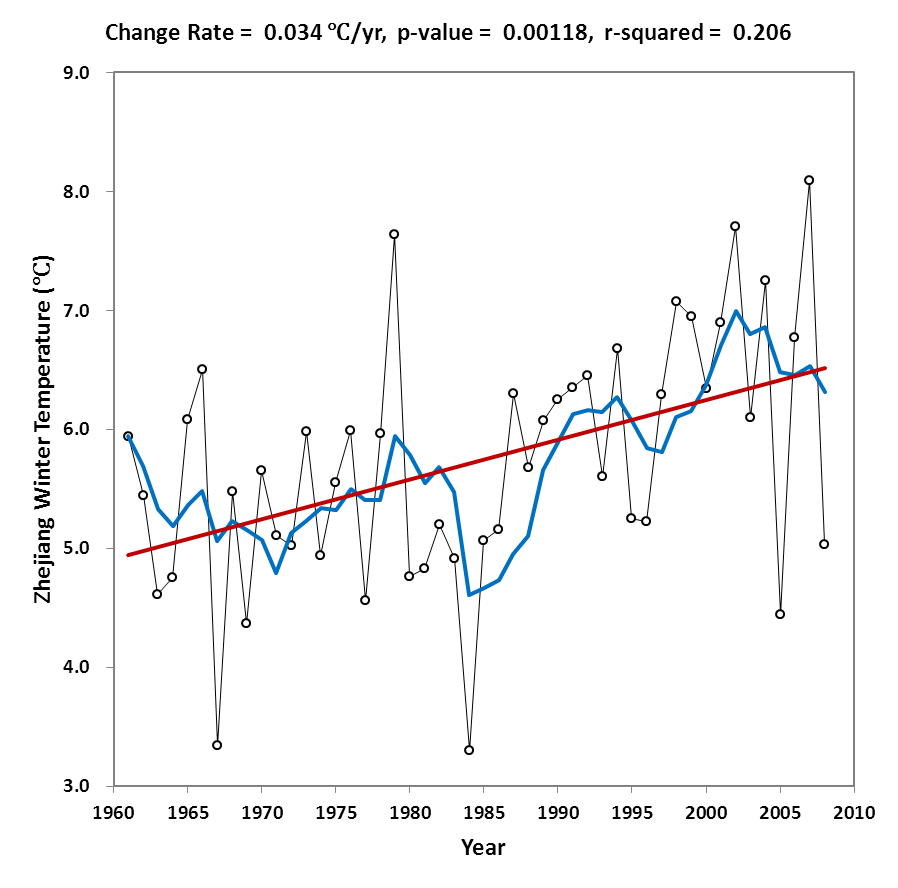 Change Rate = 0.034 ℃/yr, p-value = 0.00118, r-squared = 0.206
9.0
8.0
7.0
6.0
5.0
4.0
3.0
Zhejiang Winter Temperature (℃)
1960 1965 1970 1975 1980 1985 1990 1995 2000 2005 2010
Year